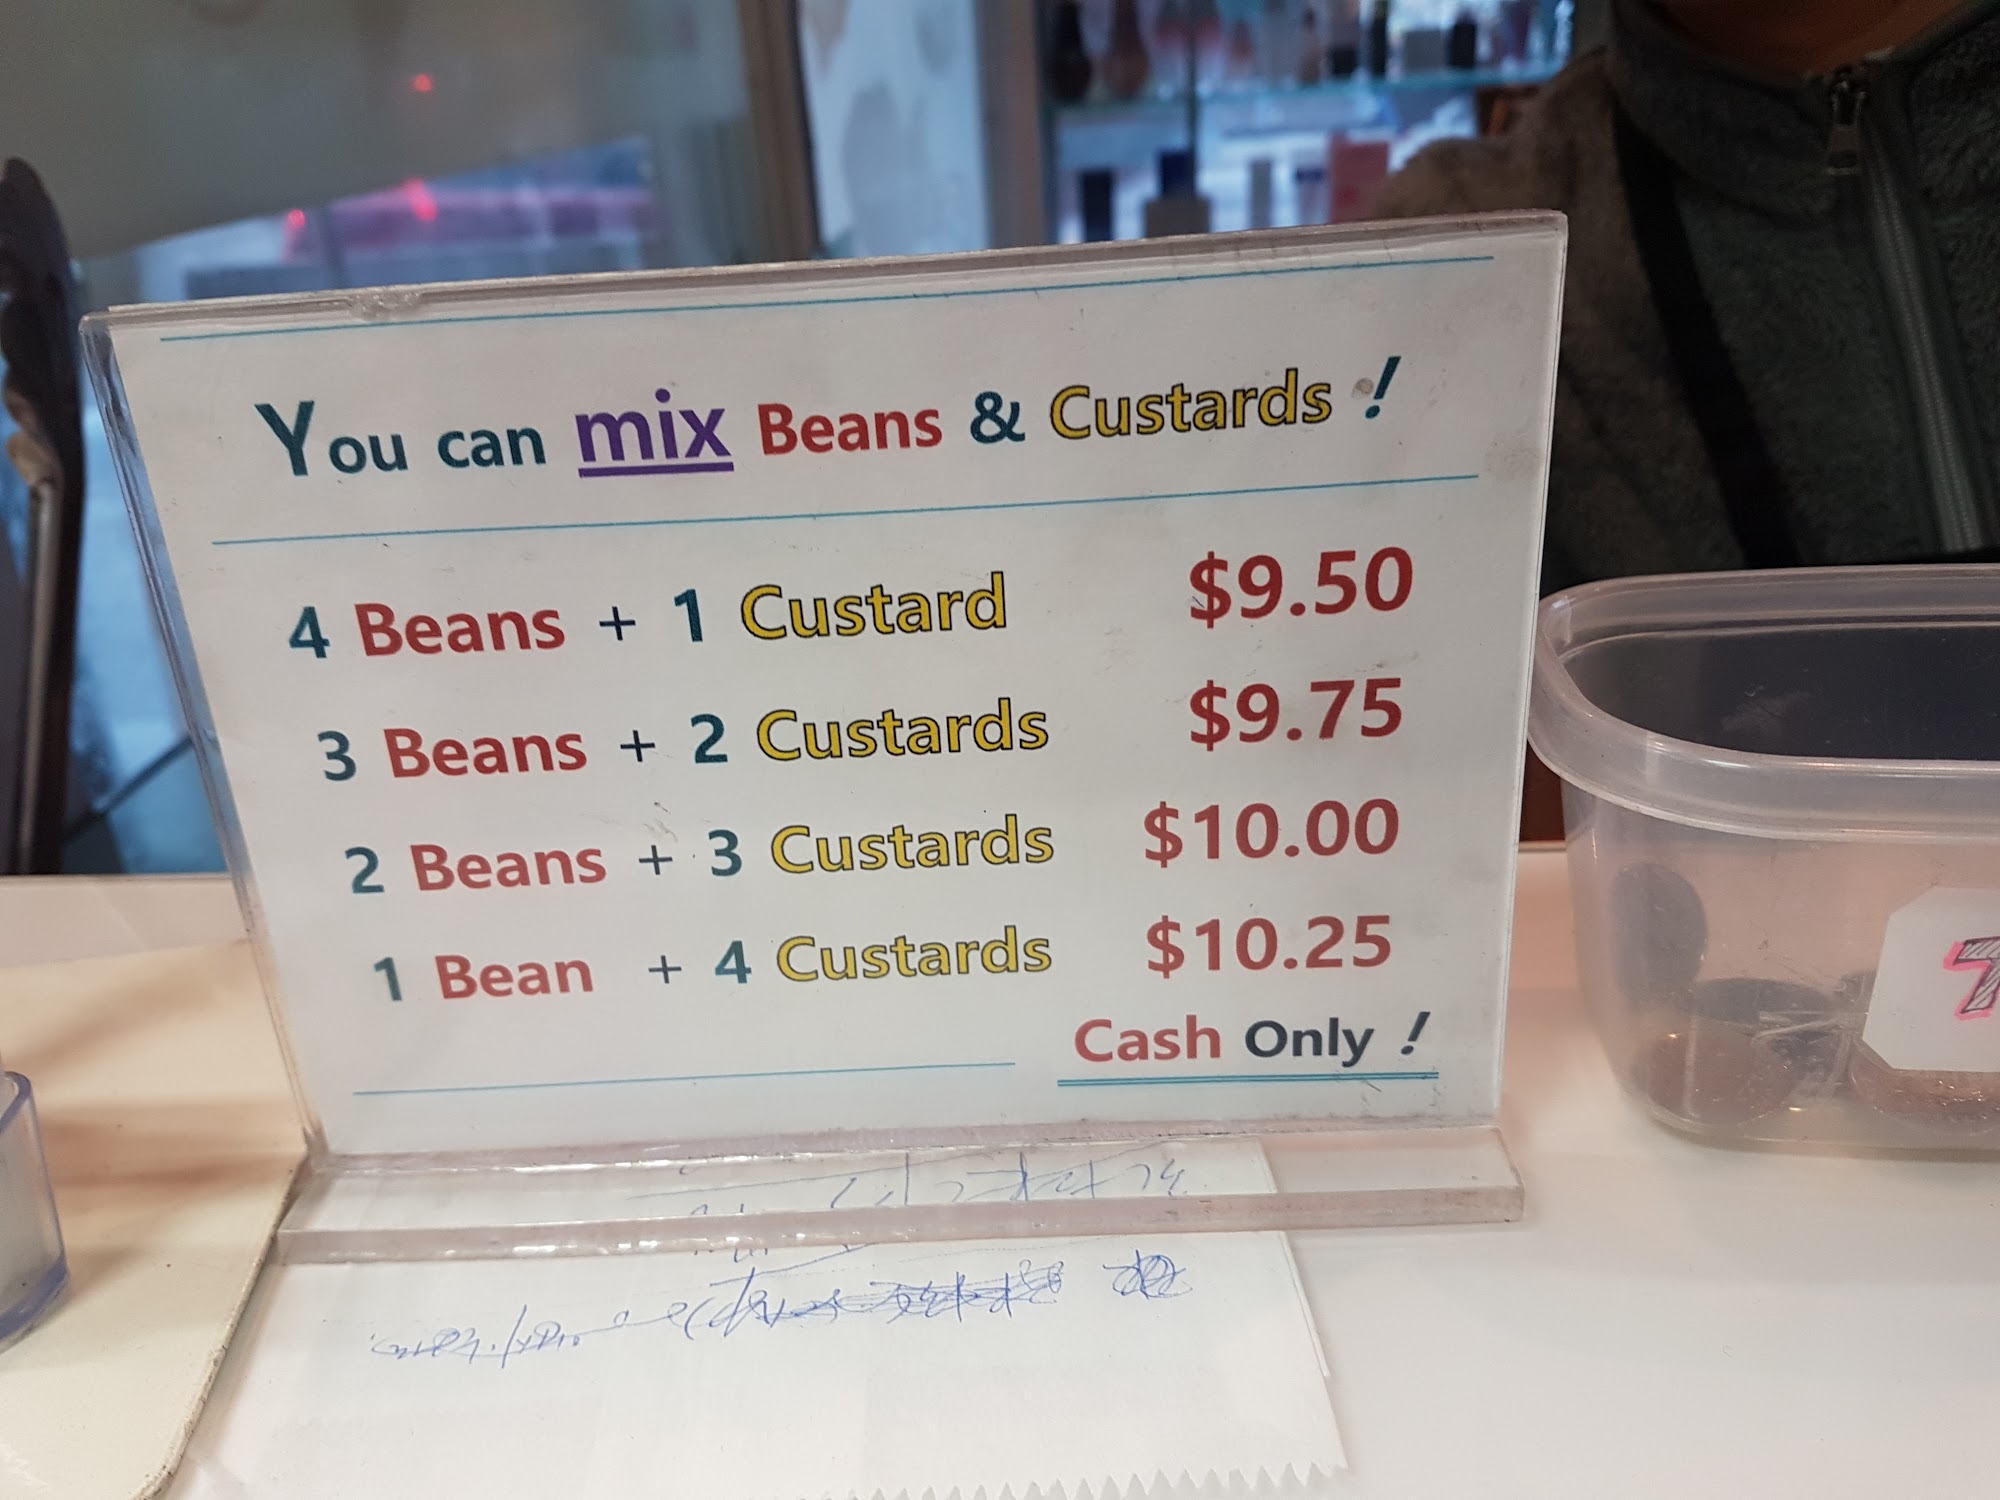 You can mix Beans & Custards !
4 Beans + 1 Custard $9.50
3 Beans + 2 Custards $9.75
2 Beans + 3 Custards $10.00
1 Bean + 4 Custards $10.25
Cash Only !